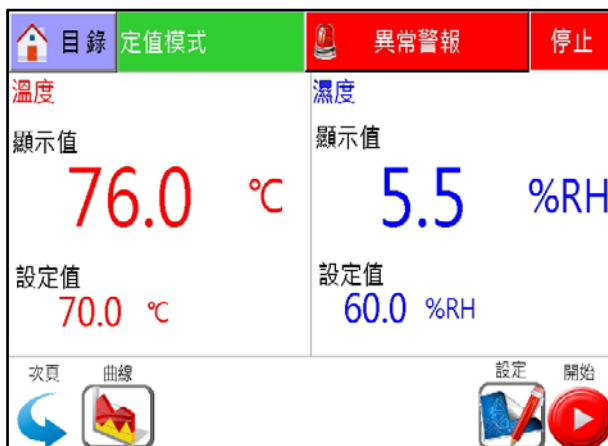 目錄 定值模式 異常警報 停止
溫度
顯示值
76.0 ℃
設定值
70.0 ℃
濕度
顯示值
5.5 %RH
設定值
60.0 %RH
次頁 曲線 設定 開始